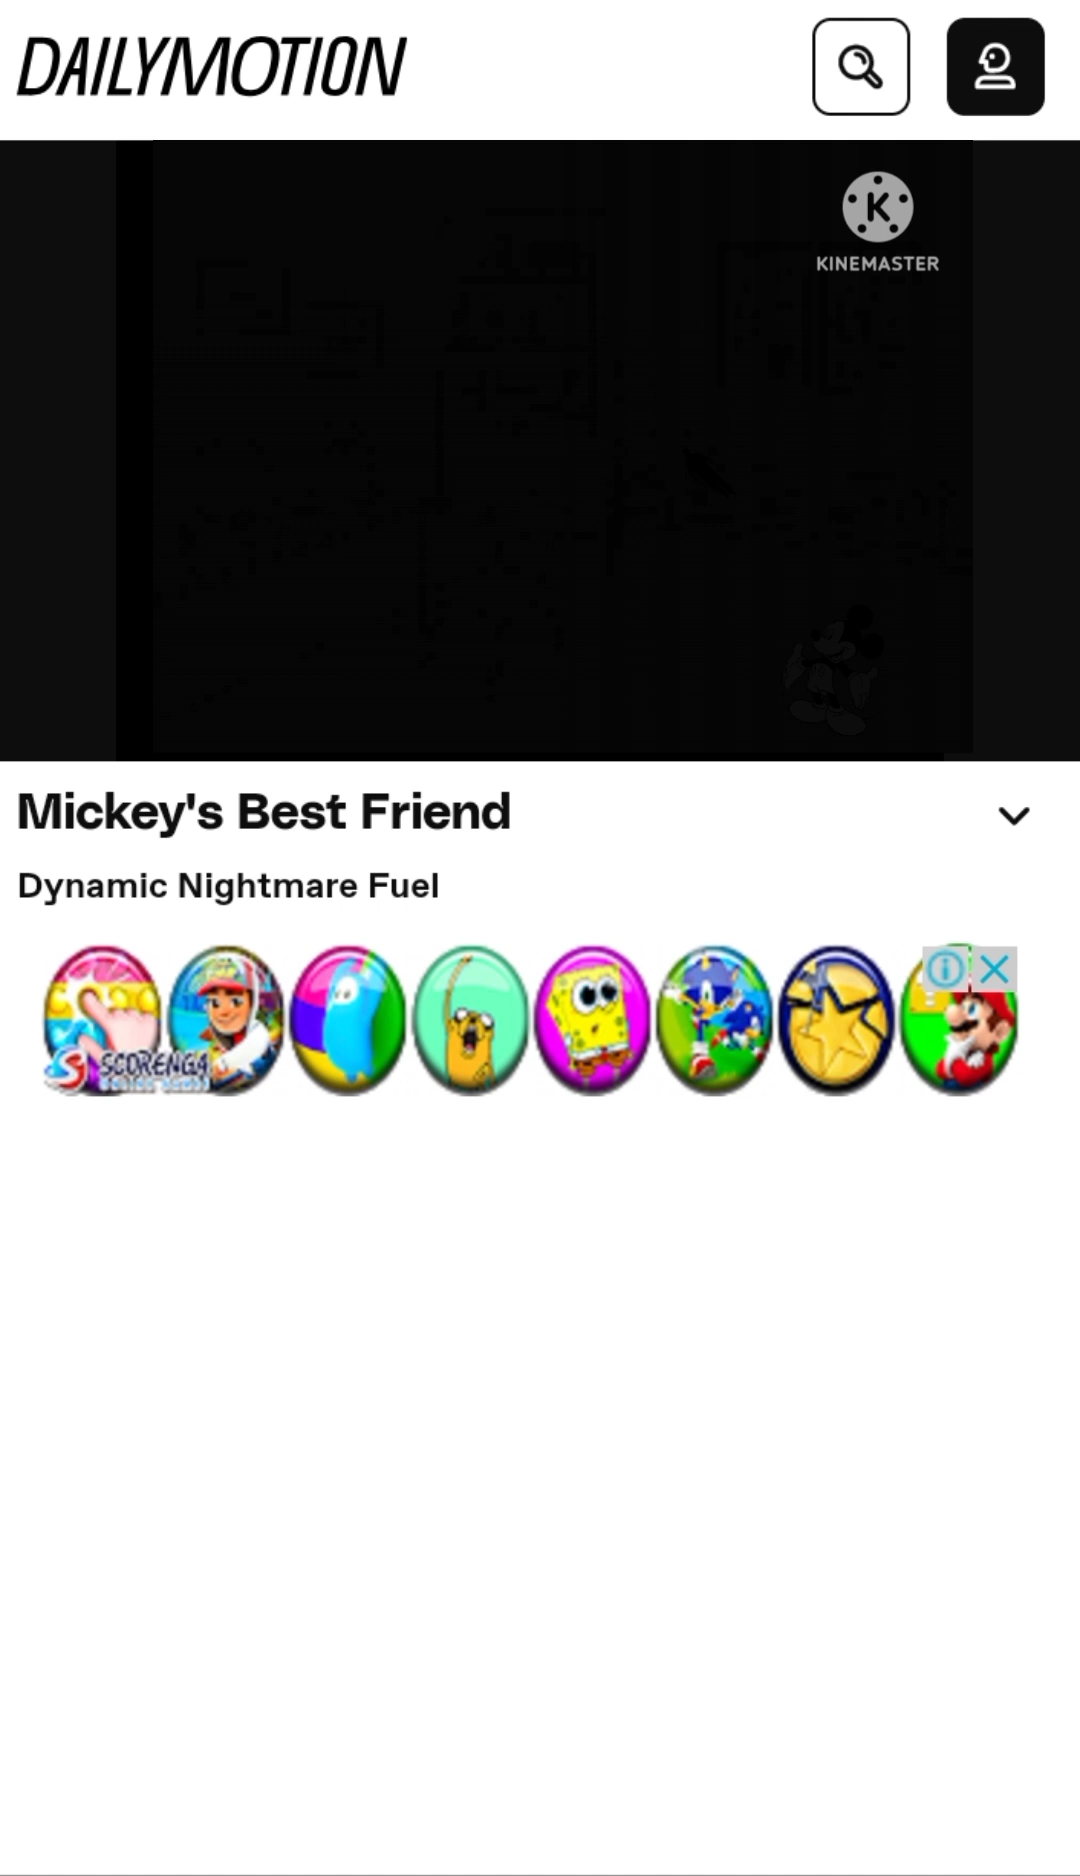 DAILYMOTION
K
KINEMASTER
Mickey's Best Friend
Dynamic Nightmare Fuel
SCORENGA